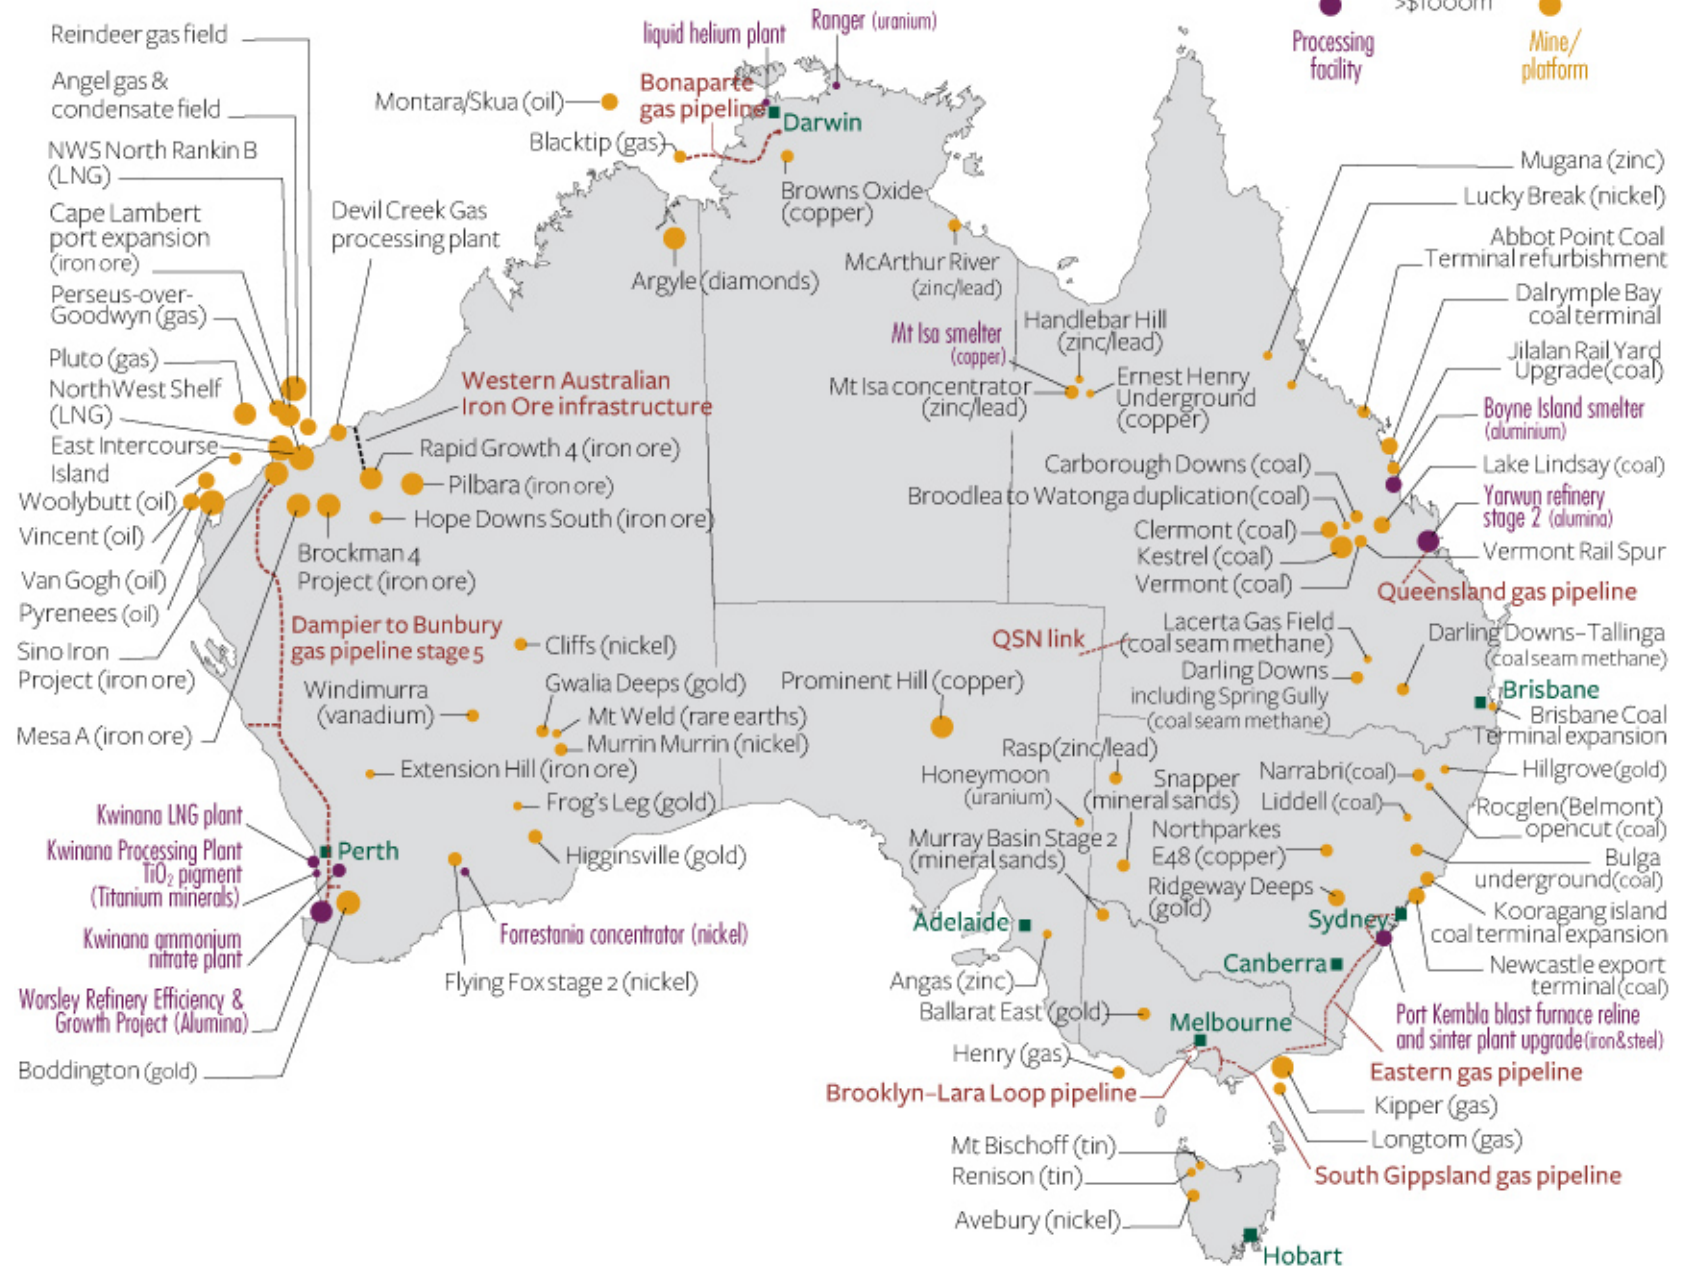 >$1000m
Processing
facility
Mine/
platform
Reindeer gas field
Angel gas &
condensate field
NWS North Rankin B
(LNG)
Cape Lambert
port expansion
(iron ore)
Perseus-over-
Goodwyn (gas)
Pluto (gas)
North West Shelf
(LNG)
East Intercourse
Island
Woolybutt (oil)
Vincent (oil)
Van Gogh (oil)
Pyrenees (oil)
Sino Iron
Project (iron ore)
Mesa A (iron ore)
Devil Creek Gas
processing plant
Montara/Skua (oil)
Blacktip (gas)
liquid helium plant
Ranger (uranium)
Bonaparte
gas pipeline
Darwin
Browns Oxide
(copper)
Argyle (diamonds)
McArthur River
(zinc/lead)
Mt Isa smelter
(copper)
Handlebar Hill
(zinc/lead)
Mt Isa concentrator
(zinc/lead)
Ernest Henry
Underground
(copper)
Western Australian
Iron Ore infrastructure
Rapid Growth 4 (iron ore)
Pilbara (iron ore)
Hope Downs South (iron ore)
Brockman 4
Project (iron ore)
Dampier to Bunbury
gas pipeline stage 5
Cliffs (nickel)
Windimurra
(vanadium)
Gwalia Deeps (gold)
Mt Weld (rare earths)
Murrin Murrin (nickel)
Extension Hill (iron ore)
Frog's Leg (gold)
Higginsville (gold)
Kwinana LNG plant
Perth
Kwinana Processing Plant
TiO₂ pigment
(Titanium minerals)
Kwinana ammonium
nitrate plant
Worsley Refinery Efficiency &
Growth Project (Alumina)
Boddington (gold)
Forrestania concentrator (nickel)
Flying Fox stage 2 (nickel)
Mugana (zinc)
Lucky Break (nickel)
Abbot Point Coal
Terminal refurbishment
Dalrymple Bay
coal terminal
Jilalan Rail Yard
Upgrade(coal)
Boyne Island smelter
(aluminium)
Lake Lindsay (coal)
Yarwun refinery
stage 2 (alumina)
Vermont Rail Spur
Queensland gas pipeline
Carborough Downs (coal)
Broodlea to Watonga duplication(coal)
Clermont (coal)
Kestrel (coal)
Vermont (coal)
QSN link
Lacerta Gas Field
(coal seam methane)
Darling Downs
including Spring Gully
(coal seam methane)
Darling Downs–Tallinga
(coal seam methane)
Brisbane
Brisbane Coal
Terminal expansion
Prominent Hill (copper)
Rasp(zinc/lead)
Honeymoon
(uranium)
Snapper
(mineral sands)
Murray Basin Stage 2
(mineral sands)
Narrabri(coal)
Liddell (coal)
Hillgrove(gold)
Rocglen(Belmont)
opencut (coal)
Northparkes
E48 (copper)
Ridgeway Deeps
(gold)
Bulga
underground(coal)
Kooragang island
coal terminal expansion
Newcastle export
terminal(coal)
Sydney
Adelaide
Canberra
Angas (zinc)
Ballarat East (gold)
Melbourne
Henry (gas)
Brooklyn–Lara Loop pipeline
Port Kembla blast furnace reline
and sinter plant upgrade(iron&steel)
Eastern gas pipeline
Kipper (gas)
Longtom (gas)
South Gippsland gas pipeline
Mt Bischoff (tin)
Renison (tin)
Avebury (nickel)
Hobart